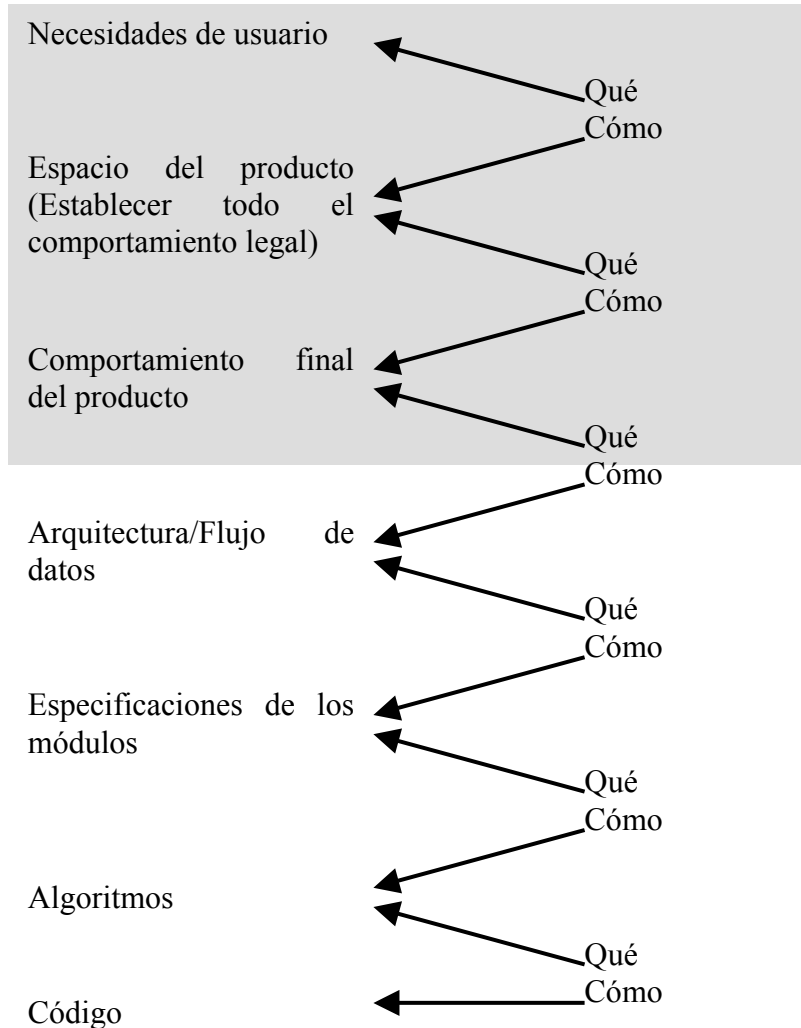 Necesidades de usuario
Qué
Cómo
Espacio del producto
(Establecer todo el
comportamiento legal)
Qué
Cómo
Comportamiento final
del producto
Qué
Cómo
Arquitectura/Flujo de
datos
Qué
Cómo
Especificaciones de los
módulos
Qué
Cómo
Algoritmos
Qué
Cómo
Código